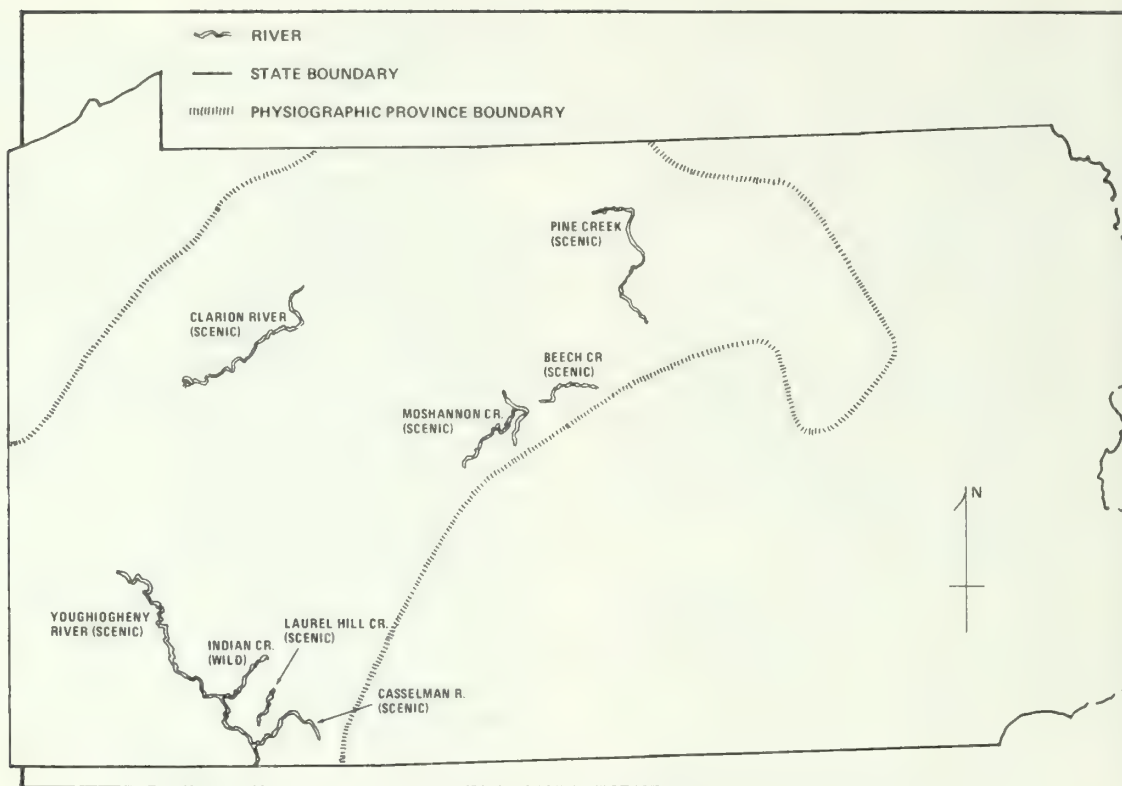 RIVER
STATE BOUNDARY
PHYSIOGRAPHIC PROVINCE BOUNDARY
PINE CREEK
(SCENIC)
CLARION RIVER
(SCENIC)
BEECH CR
(SCENIC)
MOSHANNON CR.
(SCENIC)
N
YOUGHIOGHENY
RIVER (SCENIC)
INDIAN CR.
(WILD)
LAUREL HILL CR.
(SCENIC)
CASSELMAN R.
(SCENIC)